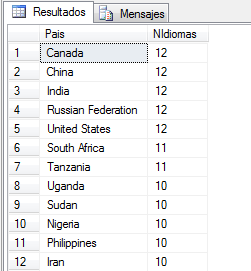 Resultados Mensajes
Pais NIdiomas
1 Canada 12
2 China 12
3 India 12
4 Russian Federation 12
5 United States 12
6 South Africa 11
7 Tanzania 11
8 Uganda 10
9 Sudan 10
10 Nigeria 10
11 Philippines 10
12 Iran 10